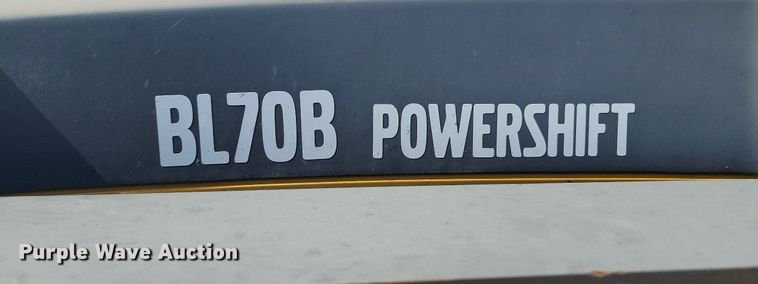 BL70B POWERSHIFT
Purple Wave Auction